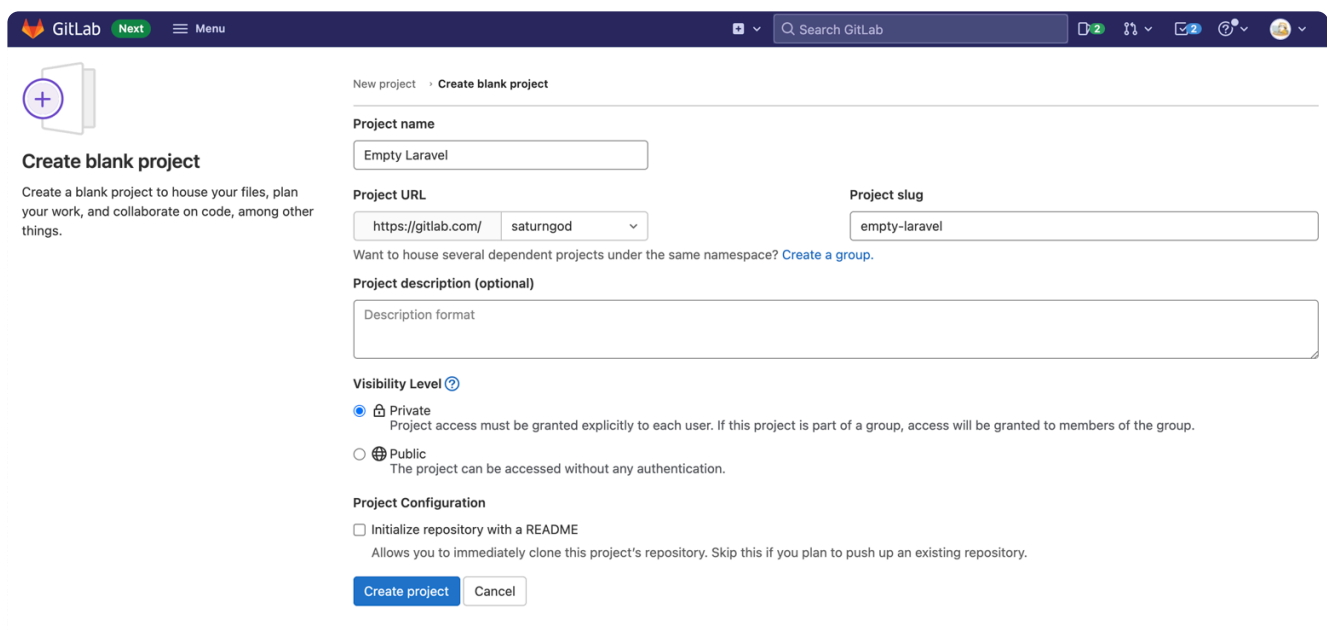 GitLab Next Menu Search GitLab 2 2
New project › Create blank project
Create blank project
Create a blank project to house your files, plan
your work, and collaborate on code, among other
things.
Project name
Empty Laravel
Project URL
https://gitlab.com/ saturngod
Project slug
empty-laravel
Want to house several dependent projects under the same namespace? Create a group.
Project description (optional)
Description format
Visibility Level
Private
Project access must be granted explicitly to each user. If this project is part of a group, access will be granted to members of the group.
Public
The project can be accessed without any authentication.
Project Configuration
Initialize repository with a README
Allows you to immediately clone this project's repository. Skip this if you plan to push up an existing repository.
Create project Cancel